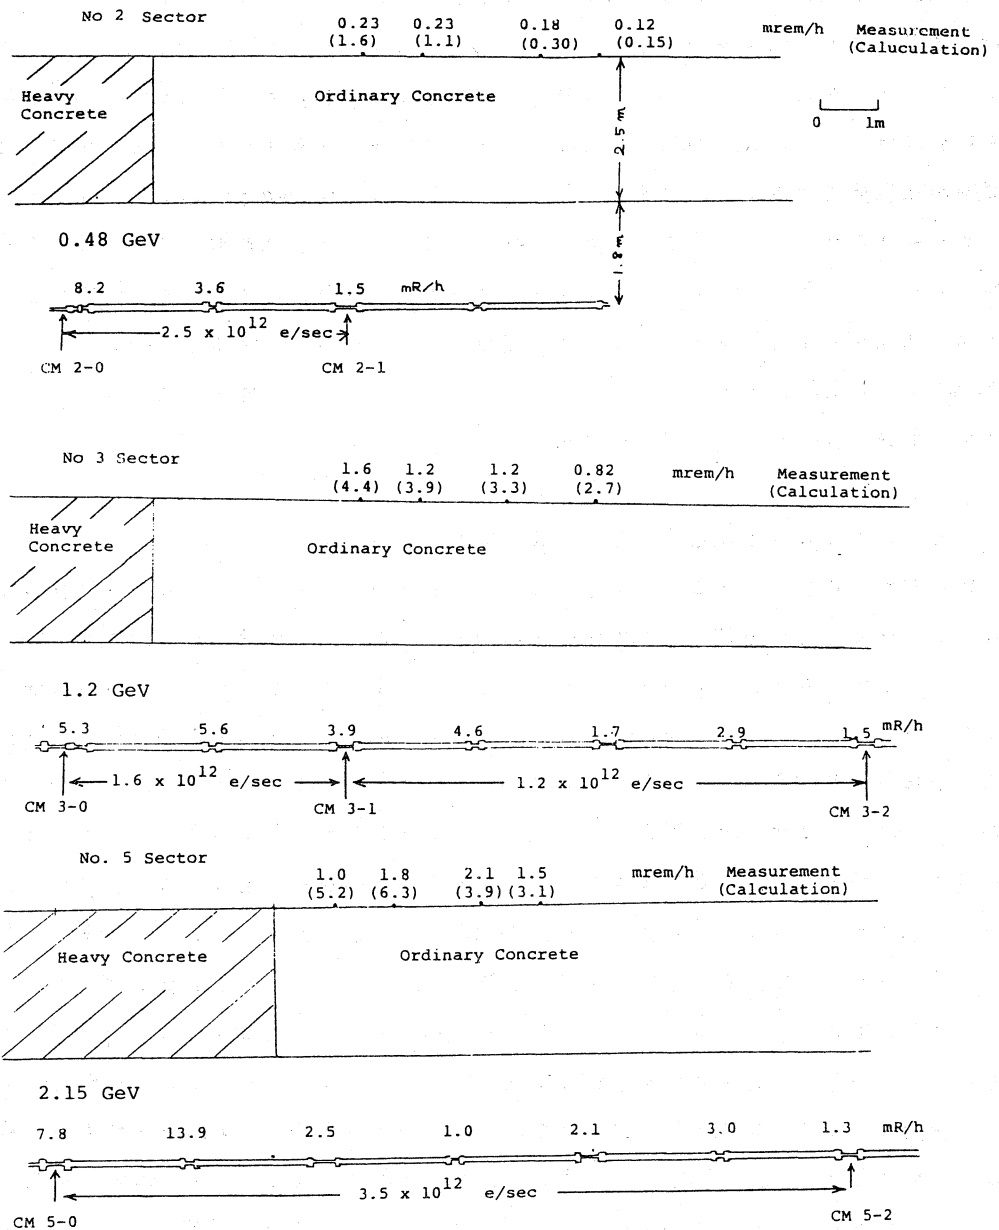 No 2 Sector
0.23 0.23 0.18 0.12 mrem/h Measurement
(1.6) (1.1) (0.30) (0.15) (Caluculation)
Heavy
Concrete
Ordinary Concrete
0 1m
2.5 m
1.8 m
0.48 GeV
8.2 3.6 1.5 mR/h
2.5 x 10^12 e/sec
CM 2-0 CM 2-1
No 3 Sector
1.6 1.2 1.2 0.82 mrem/h Measurement
(4.4) (3.9) (3.3) (2.7) (Calculation)
Heavy
Concrete
Ordinary Concrete
1.2 GeV
5.3 5.6 3.9 4.6 1.7 2.9 1.5 mR/h
1.6 x 10^12 e/sec 1.2 x 10^12 e/sec
CM 3-0 CM 3-1 CM 3-2
No. 5 Sector
1.0 1.8 2.1 1.5 mrem/h Measurement
(5.2) (6.3) (3.9) (3.1) (Calculation)
Heavy Concrete Ordinary Concrete
2.15 GeV
7.8 13.9 2.5 1.0 2.1 3.0 1.3 mR/h
3.5 x 10^12 e/sec
CM 5-0 CM 5-2